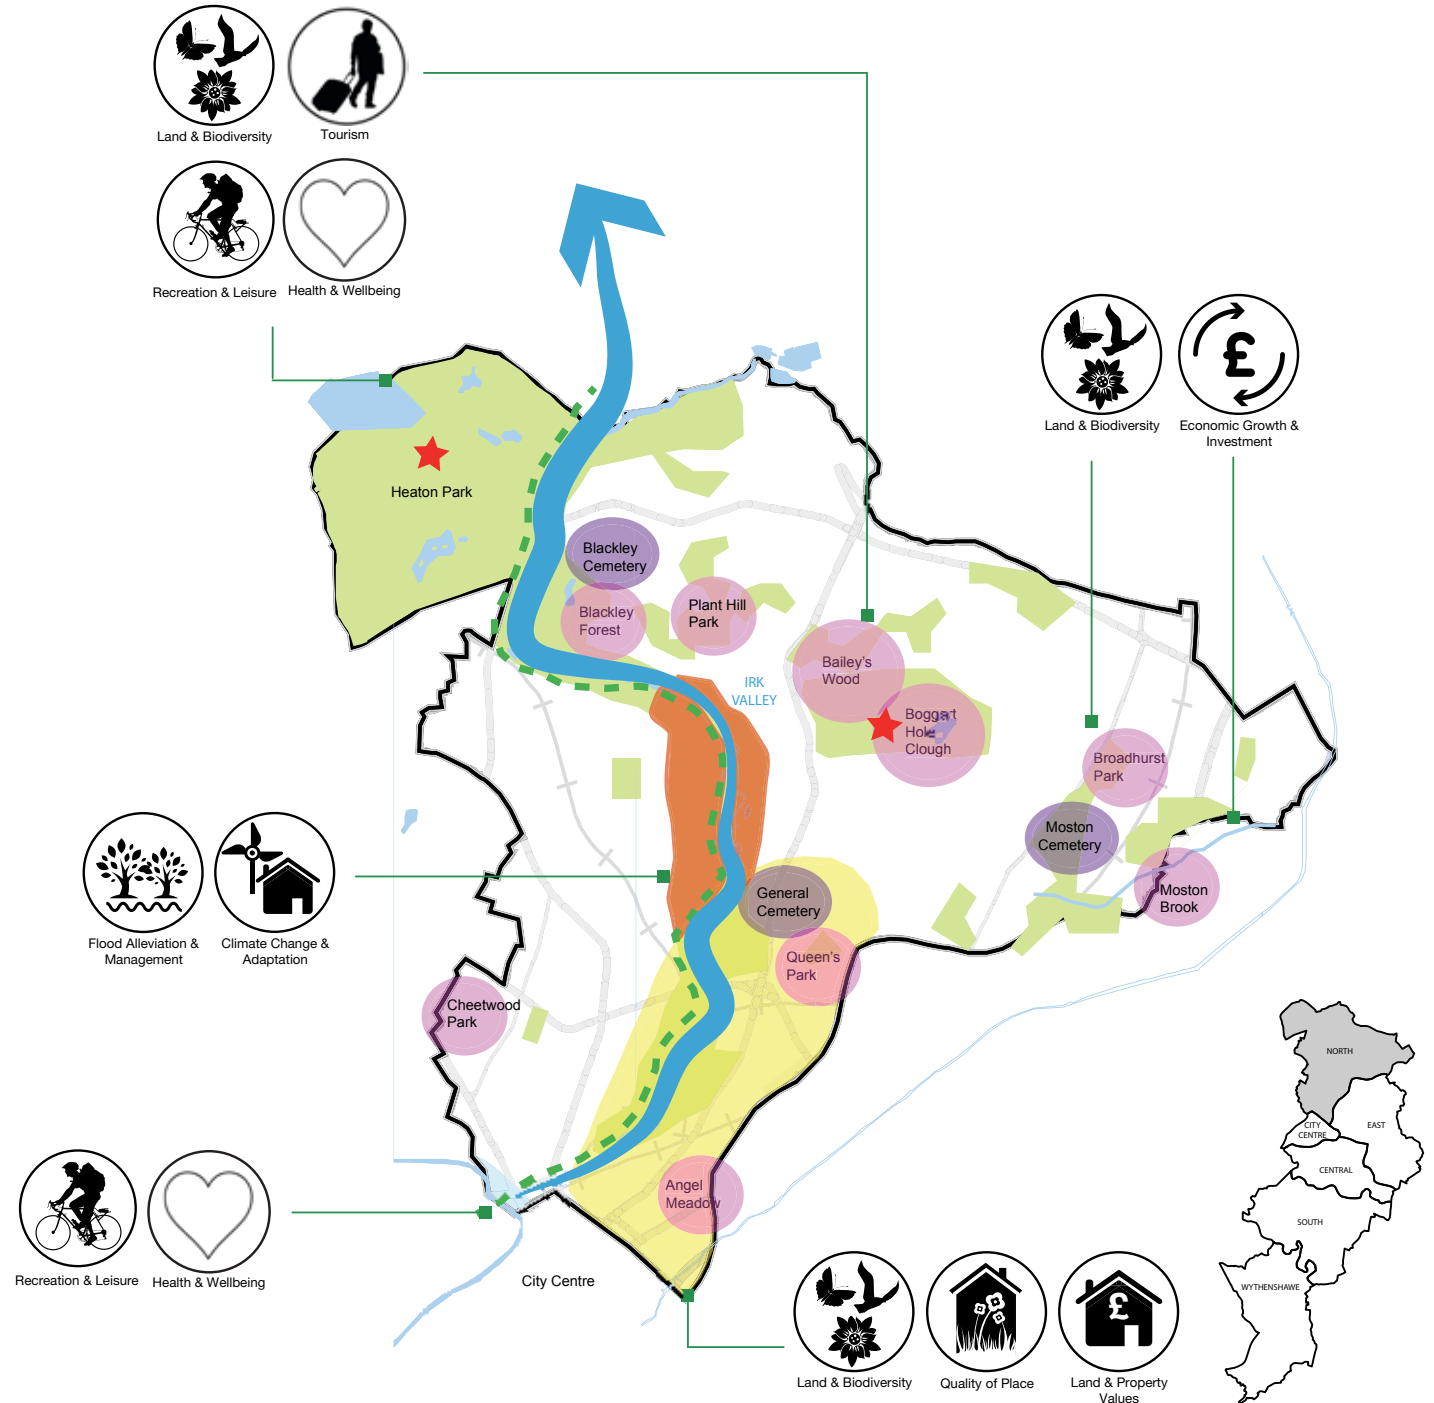 Land & Biodiversity
Tourism
Recreation & Leisure
Health & Wellbeing
Land & Biodiversity
Economic Growth &
Investment
Heaton Park
Blackley
Cemetery
Blackley
Forest
Plant Hill
Park
Bailey's
Wood
IRK
VALLEY
Boggart
Hole
Clough
Broadhurst
Park
Moston
Cemetery
Moston
Brook
General
Cemetery
Queen's
Park
Flood Alleviation &
Management
Climate Change &
Adaptation
Cheetwood
Park
Angel
Meadow
City Centre
Recreation & Leisure
Health & Wellbeing
£
£
Land & Biodiversity
Quality of Place
Land & Property
Values
NORTH
CITY
CENTRE
EAST
CENTRAL
SOUTH
WYTHENSHAWE